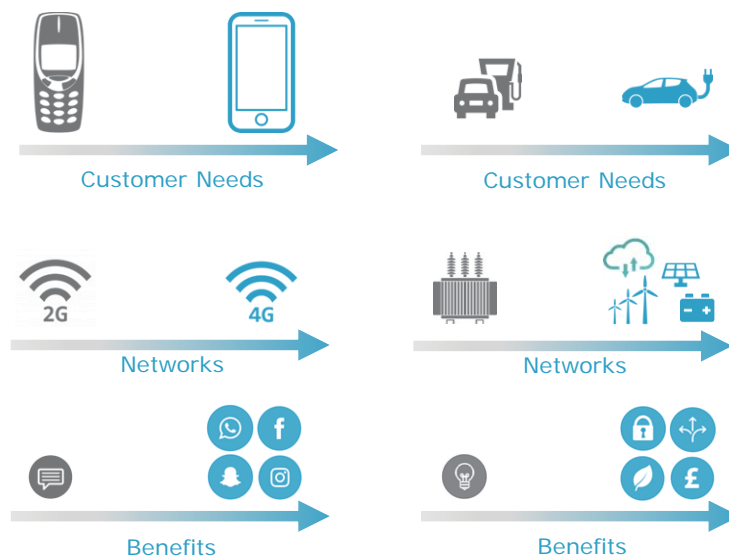 Customer Needs
Customer Needs
2G
4G
Networks
Networks
f
£
Benefits
Benefits